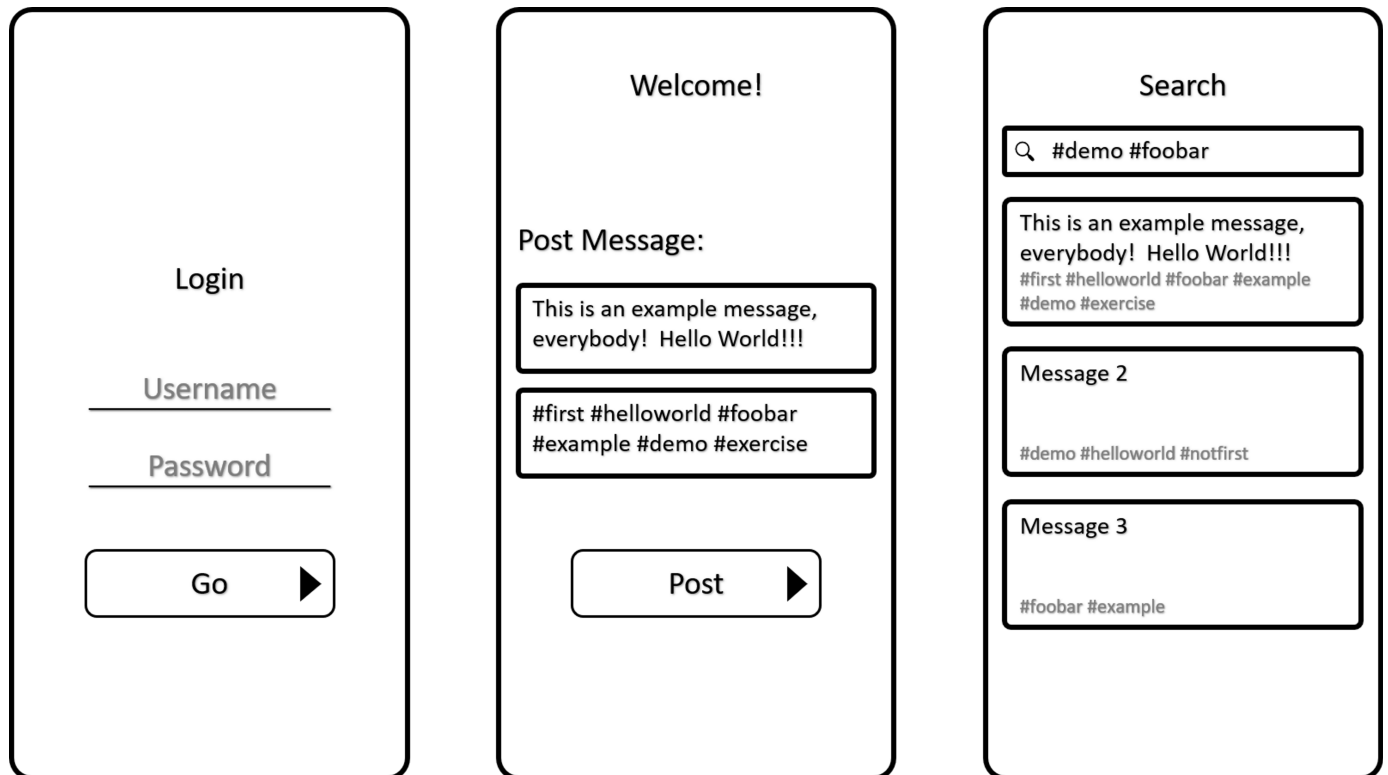 Login
Username
Password
Go
Welcome!
Post Message:
This is an example message,
everybody!  Hello World!!!
#first #helloworld #foobar
#example #demo #exercise
Post
Search
#demo #foobar
This is an example message,
everybody!  Hello World!!!
#first #helloworld #foobar #example
#demo #exercise
Message 2
#demo #helloworld #notfirst
Message 3
#foobar #example